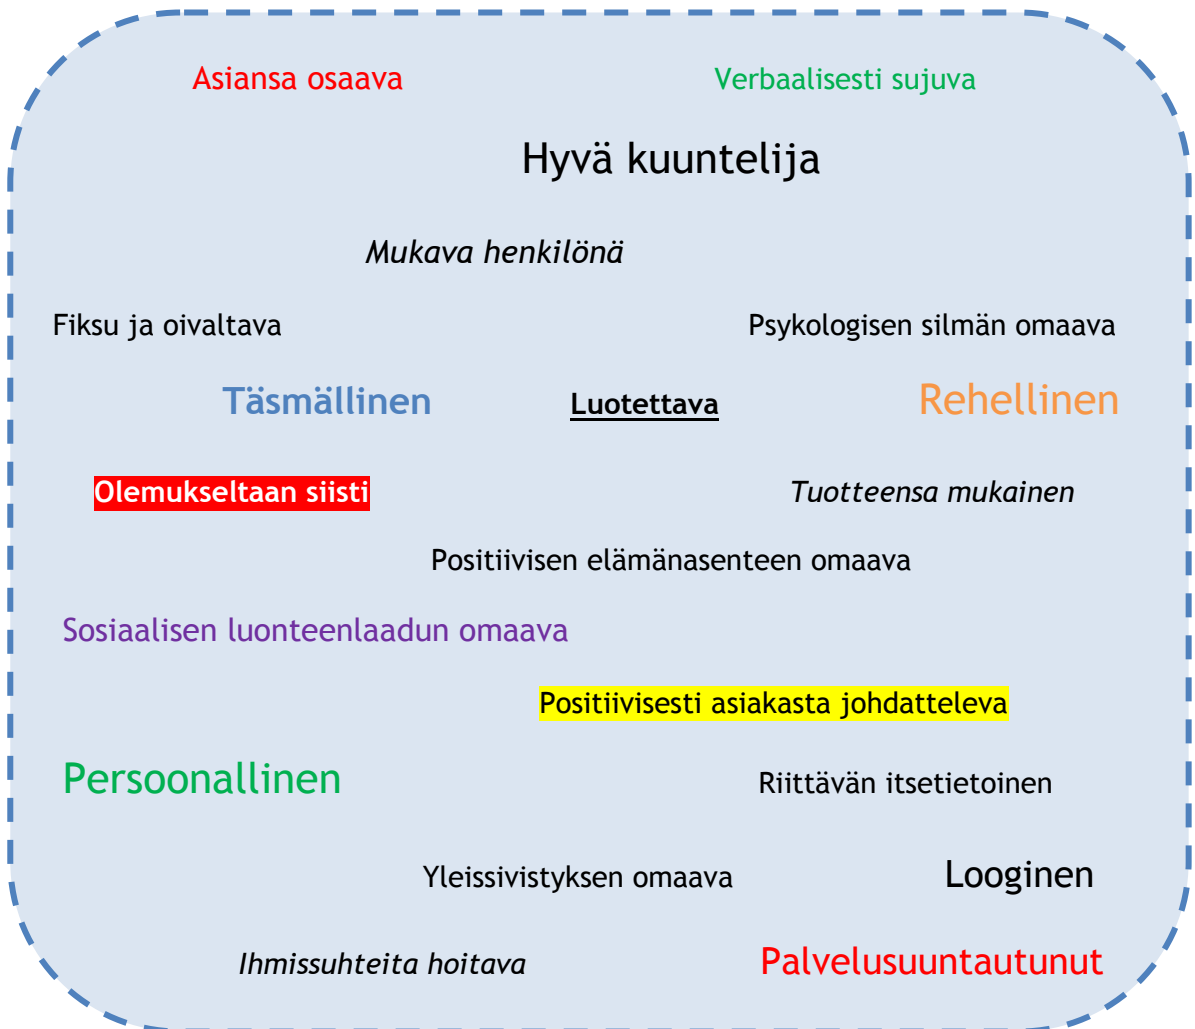 Asiansa osaava
Verbaalisesti sujuva
Hyvä kuuntelija
Mukava henkilönä
Fiksu ja oivaltava
Psykologisen silmän omaava
Täsmällinen
Luotettava
Rehellinen
Olemukseltaan siisti
Tuotteensa mukainen
Positiivisen elämänasenteen omaava
Sosiaalisen luonteenlaadun omaava
Positiivisesti asiakasta johdatteleva
Persoonallinen
Riittävän itsetietoinen
Yleissivistyksen omaava
Looginen
Ihmissuhteita hoitava
Palvelusuuntautunut